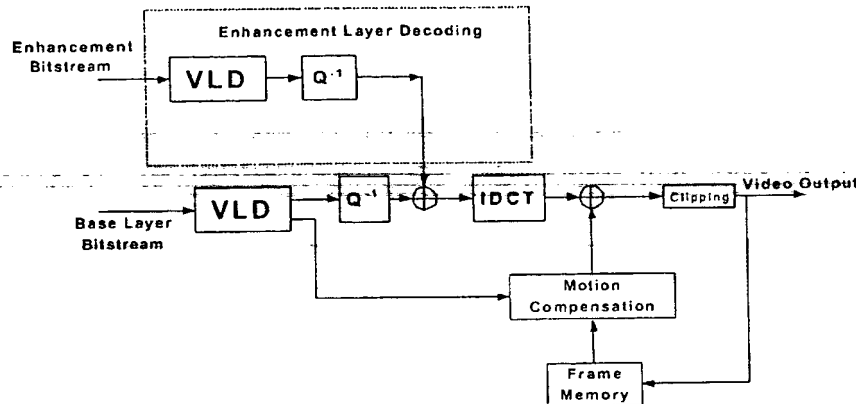 Enhancement Layer Decoding
Enhancement
Bitstream
VLD
Q⁻¹
VLD
Q⁻¹
IDCT
Clipping
Video Output
Base Layer
Bitstream
Motion
Compensation
Frame
Memory